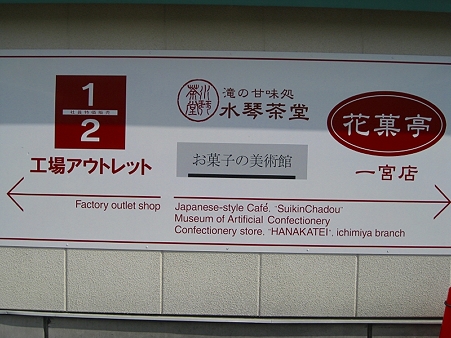 1
2
工場アウトレット
滝の甘味処
水琴茶堂
お菓子の美術館
花菓亭
一宮店
Factory outlet shop
Japanese-style Café. "SuikinChadou"
Museum of Artificial Confectionery
Confectionery store. "HANAKATEI". ichimiya branch